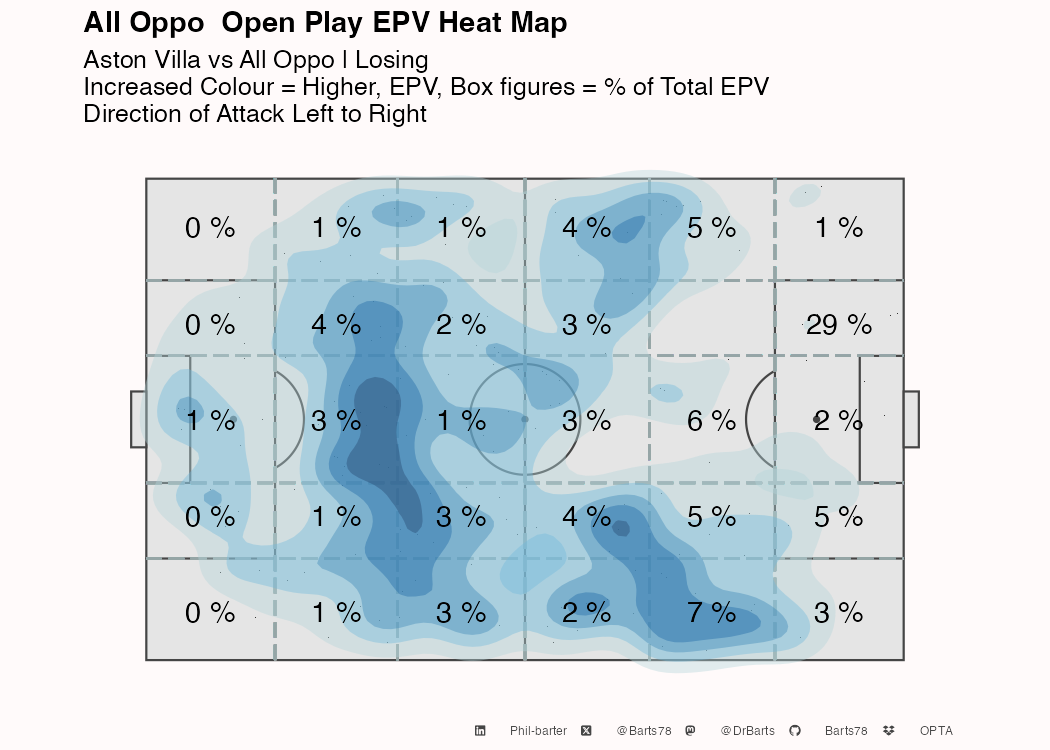 All Oppo  Open Play EPV Heat Map
Aston Villa vs All Oppo | Losing
Increased Colour = Higher, EPV, Box figures = % of Total EPV
Direction of Attack Left to Right
0 % 1 % 1 % 4 % 5 % 1 %
0 % 4 % 2 % 3 % 29 %
1 % 3 % 1 % 3 % 6 % 2 %
0 % 1 % 3 % 4 % 5 % 5 %
0 % 1 % 3 % 2 % 7 % 3 %
Phil-barter @Barts78 @DrBarts Barts78 OPTA